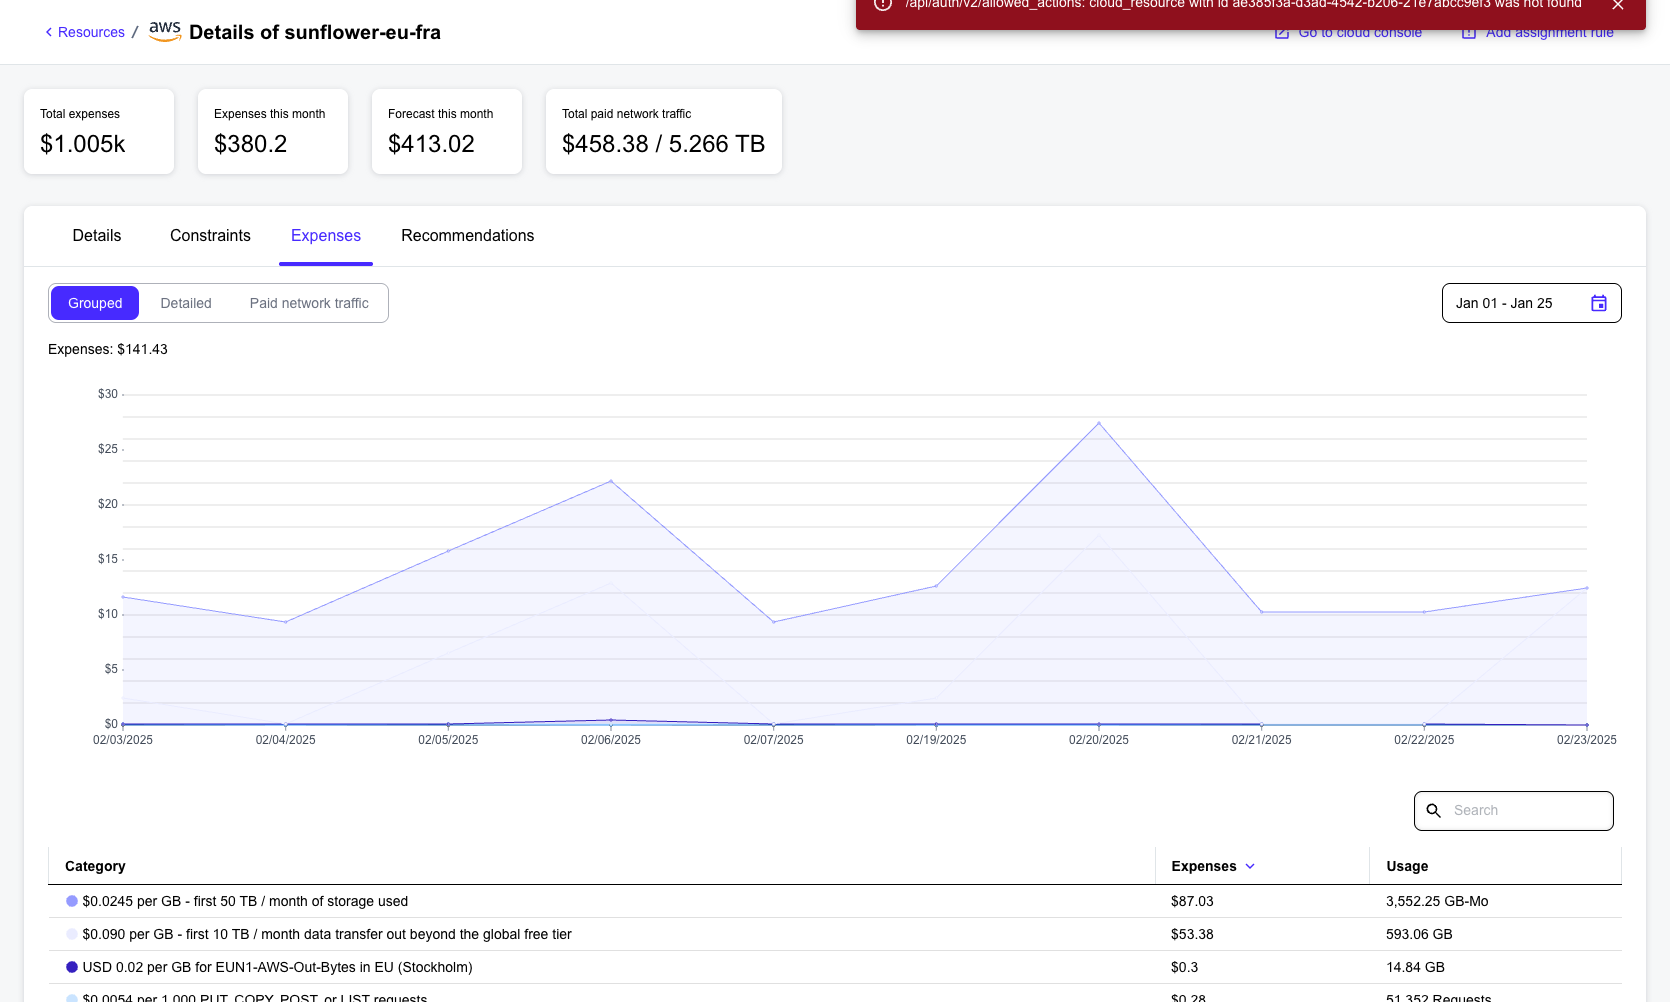 /api/auth/v2/allowed_actions: cloud_resource with id ae385f3a-d3ad-4542-b206-21e7abcc9ef3 was not found
Resources / aws Details of sunflower-eu-fra
Go to cloud console
Add assignment rule
Total expenses
$1.005k
Expenses this month
$380.2
Forecast this month
$413.02
Total paid network traffic
$458.38 / 5.266 TB
Details
Constraints
Expenses
Recommendations
Grouped
Detailed
Paid network traffic
Jan 01 - Jan 25
Expenses: $141.43
$30
$25
$20
$15
$10
$5
$0
02/03/2025
02/04/2025
02/05/2025
02/06/2025
02/07/2025
02/19/2025
02/20/2025
02/21/2025
02/22/2025
02/23/2025
Search
Category Expenses Usage
$0.0245 per GB - first 50 TB / month of storage used $87.03 3,552.25 GB-Mo
$0.090 per GB - first 10 TB / month data transfer out beyond the global free tier $53.38 593.06 GB
USD 0.02 per GB for EUN1-AWS-Out-Bytes in EU (Stockholm) $0.3 14.84 GB
$0.0054 per 1,000 PUT, COPY, POST, or LIST requests $0.28 51,352 Requests